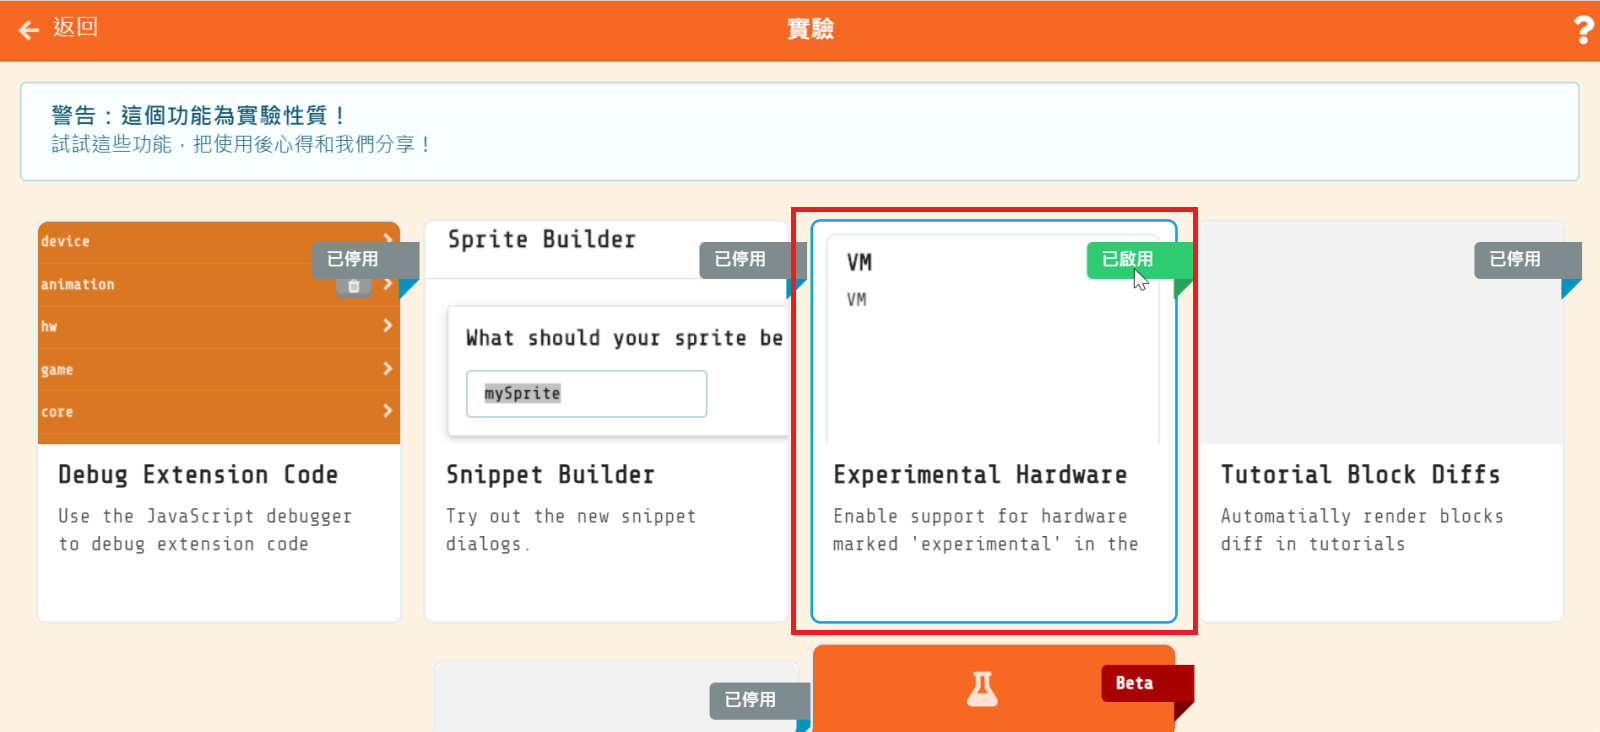 返回
實驗
?
警告：這個功能為實驗性質！
試試這些功能，把使用後心得和我們分享！
device
animation
hw
game
core
已停用
Debug Extension Code
Use the JavaScript debugger
to debug extension code
Sprite Builder
已停用
What should your sprite be
mySprite
Snippet Builder
Try out the new snippet
dialogs.
VM
VM
已啟用
Experimental Hardware
Enable support for hardware
marked 'experimental' in the
已停用
Tutorial Block Diffs
Automatially render blocks
diff in tutorials
已停用
Beta